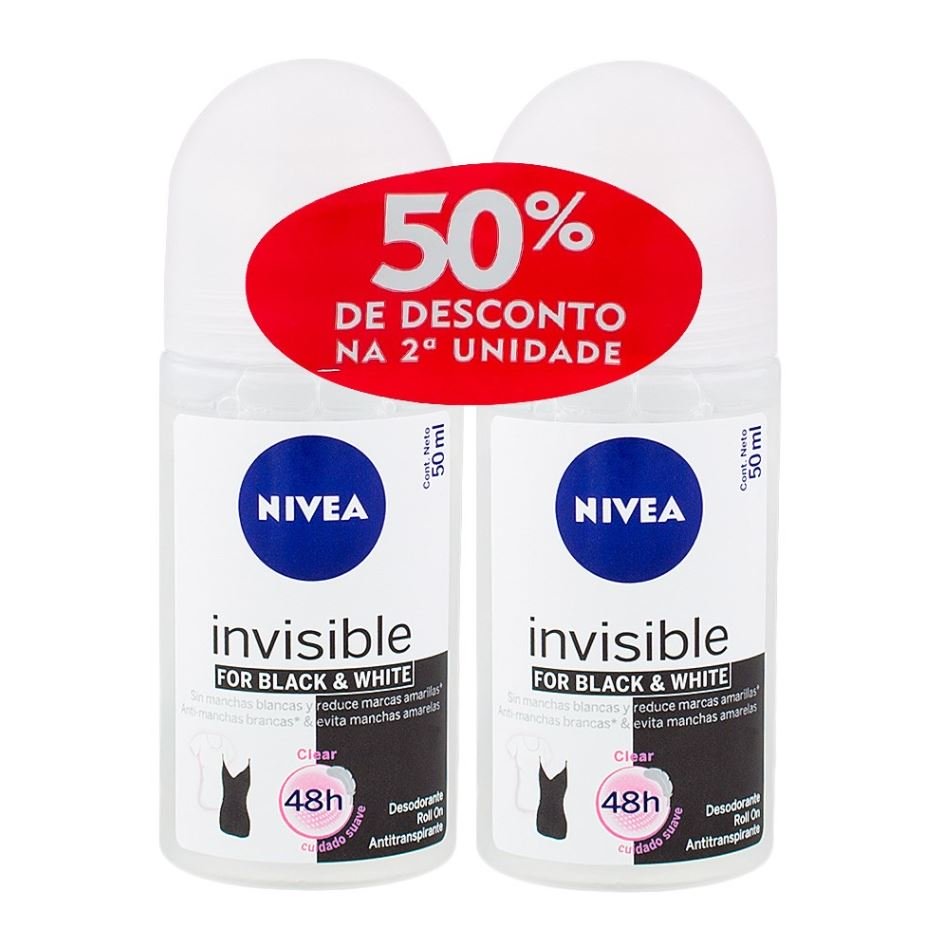 50%
DE DESCONTO
NA 2ª UNIDADE
Cont. Neto
50 ml
NIVEA
invisible
FOR BLACK & WHITE
Sin manchas blancas y reduce marcas amarillas*
Anti-manchas brancas* & evita manchas amarelas
Clear
48h
cuidado suave
Desodorante
Roll On
Antitranspirante
Cont. Neto
50 ml
NIVEA
invisible
FOR BLACK & WHITE
Sin manchas blancas y reduce marcas amarillas*
Anti-manchas brancas* & evita manchas amarelas
Clear
48h
cuidado suave
Desodorante
Roll On
Antitranspirante